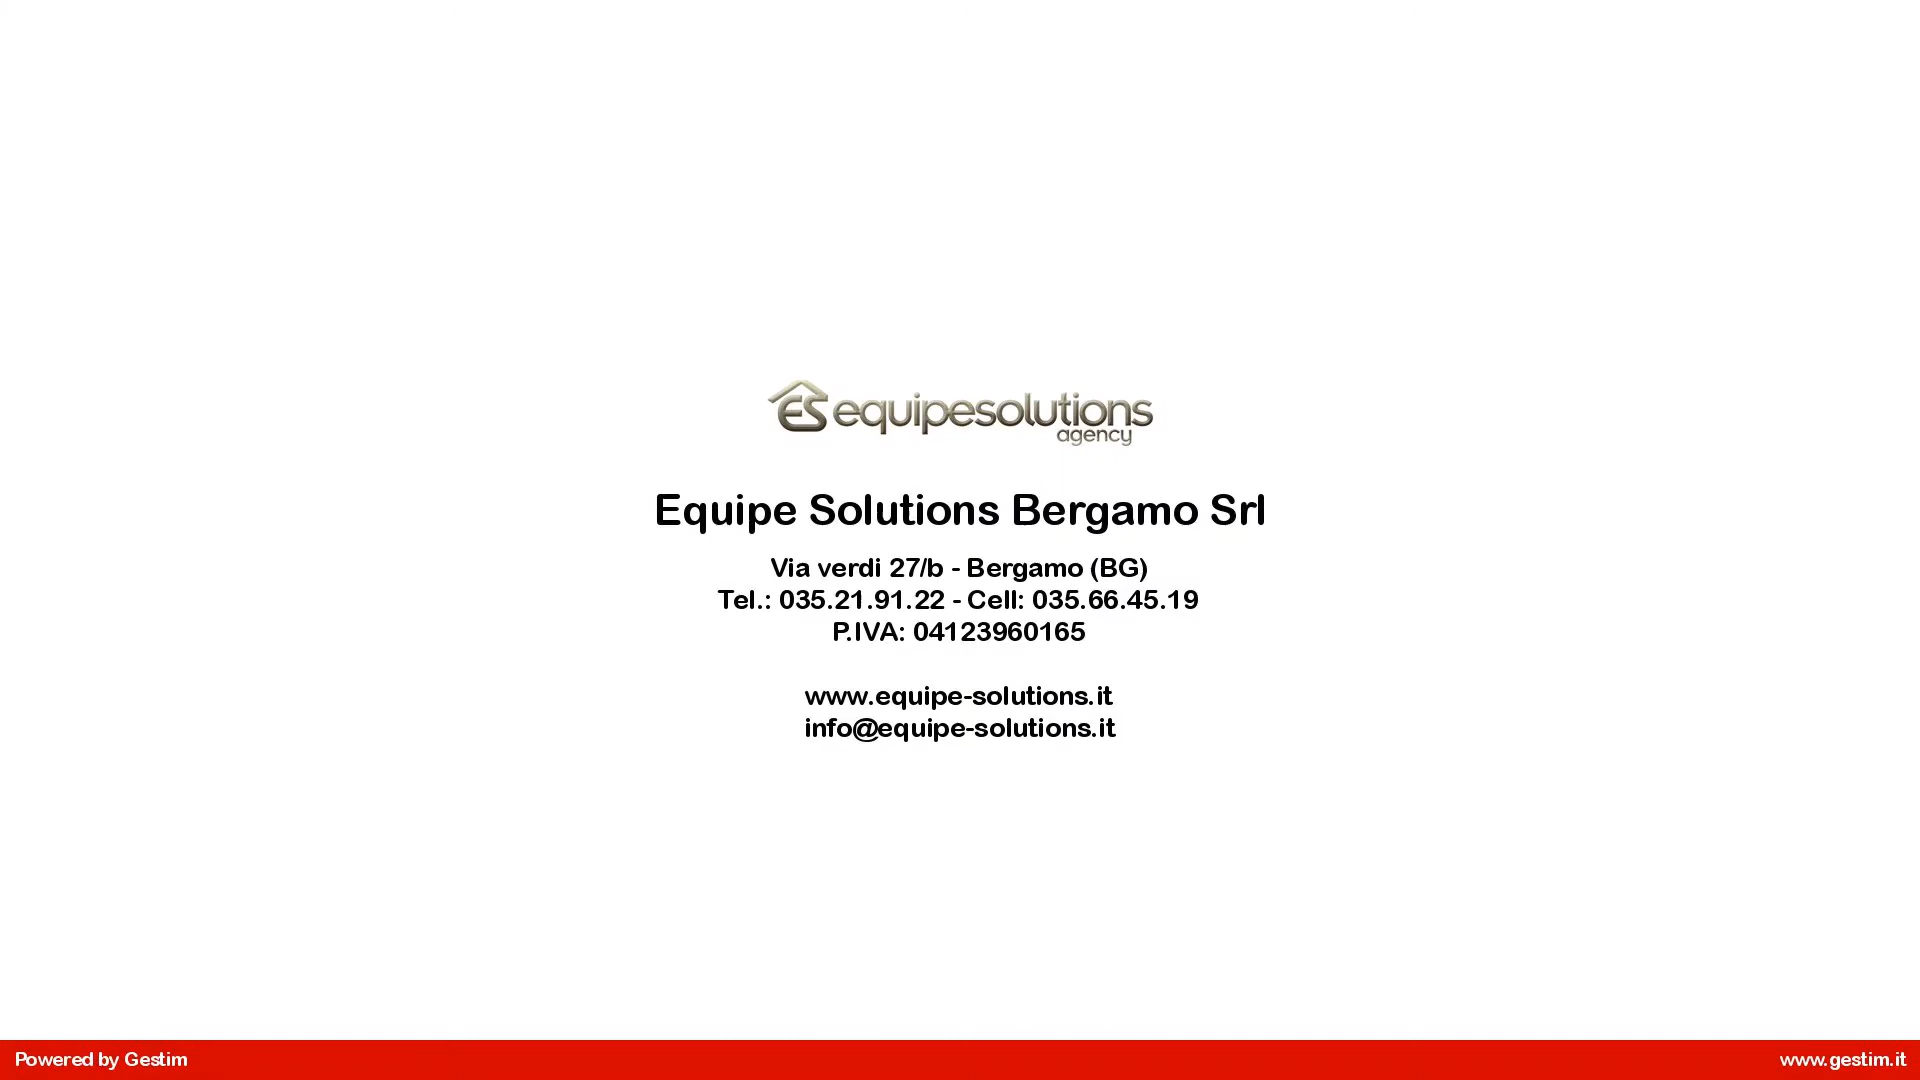 ES equipesolutions
agency
Equipe Solutions Bergamo Srl
Via verdi 27/b - Bergamo (BG)
Tel.: 035.21.91.22 - Cell: 035.66.45.19
P.IVA: 04123960165
www.equipe-solutions.it
info@equipe-solutions.it
Powered by Gestim
www.gestim.it